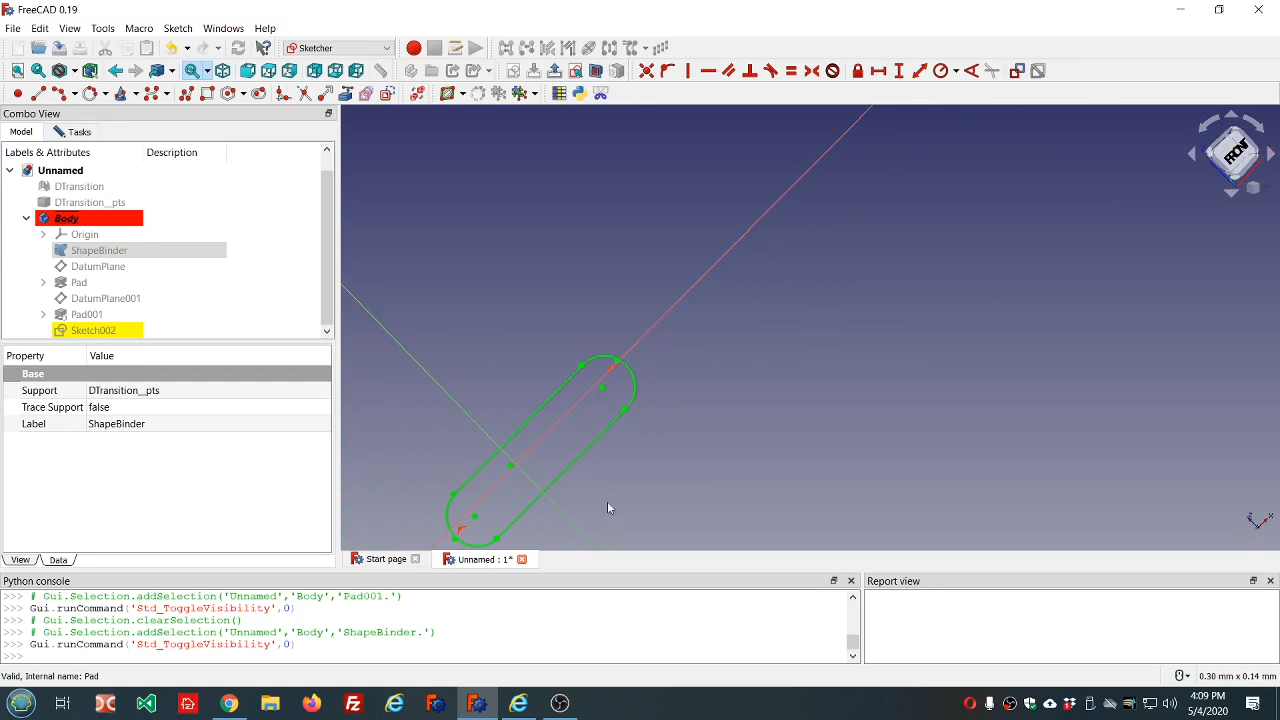 FreeCAD 0.19
File Edit View Tools Macro Sketch Windows Help
Sketcher
Combo View
Model Tasks
Labels & Attributes Description
Unnamed
DTransition
DTransition__pts
Body
Origin
ShapeBinder
DatumPlane
Pad
DatumPlane001
Pad001
Sketch002
Property Value
Base
Support DTransition__pts
Trace Support false
Label ShapeBinder
View Data
FRONT
Start page Unnamed : 1*
Python console
>>> # Gui.Selection.addSelection('Unnamed','Body','Pad001.')
>>> Gui.runCommand('Std_ToggleVisibility',0)
>>> # Gui.Selection.clearSelection()
>>> # Gui.Selection.addSelection('Unnamed','Body','ShapeBinder.')
>>> Gui.runCommand('Std_ToggleVisibility',0)
>>>
Report view
Valid, Internal name: Pad
0.30 mm x 0.14 mm
4:09 PM
5/4/2020